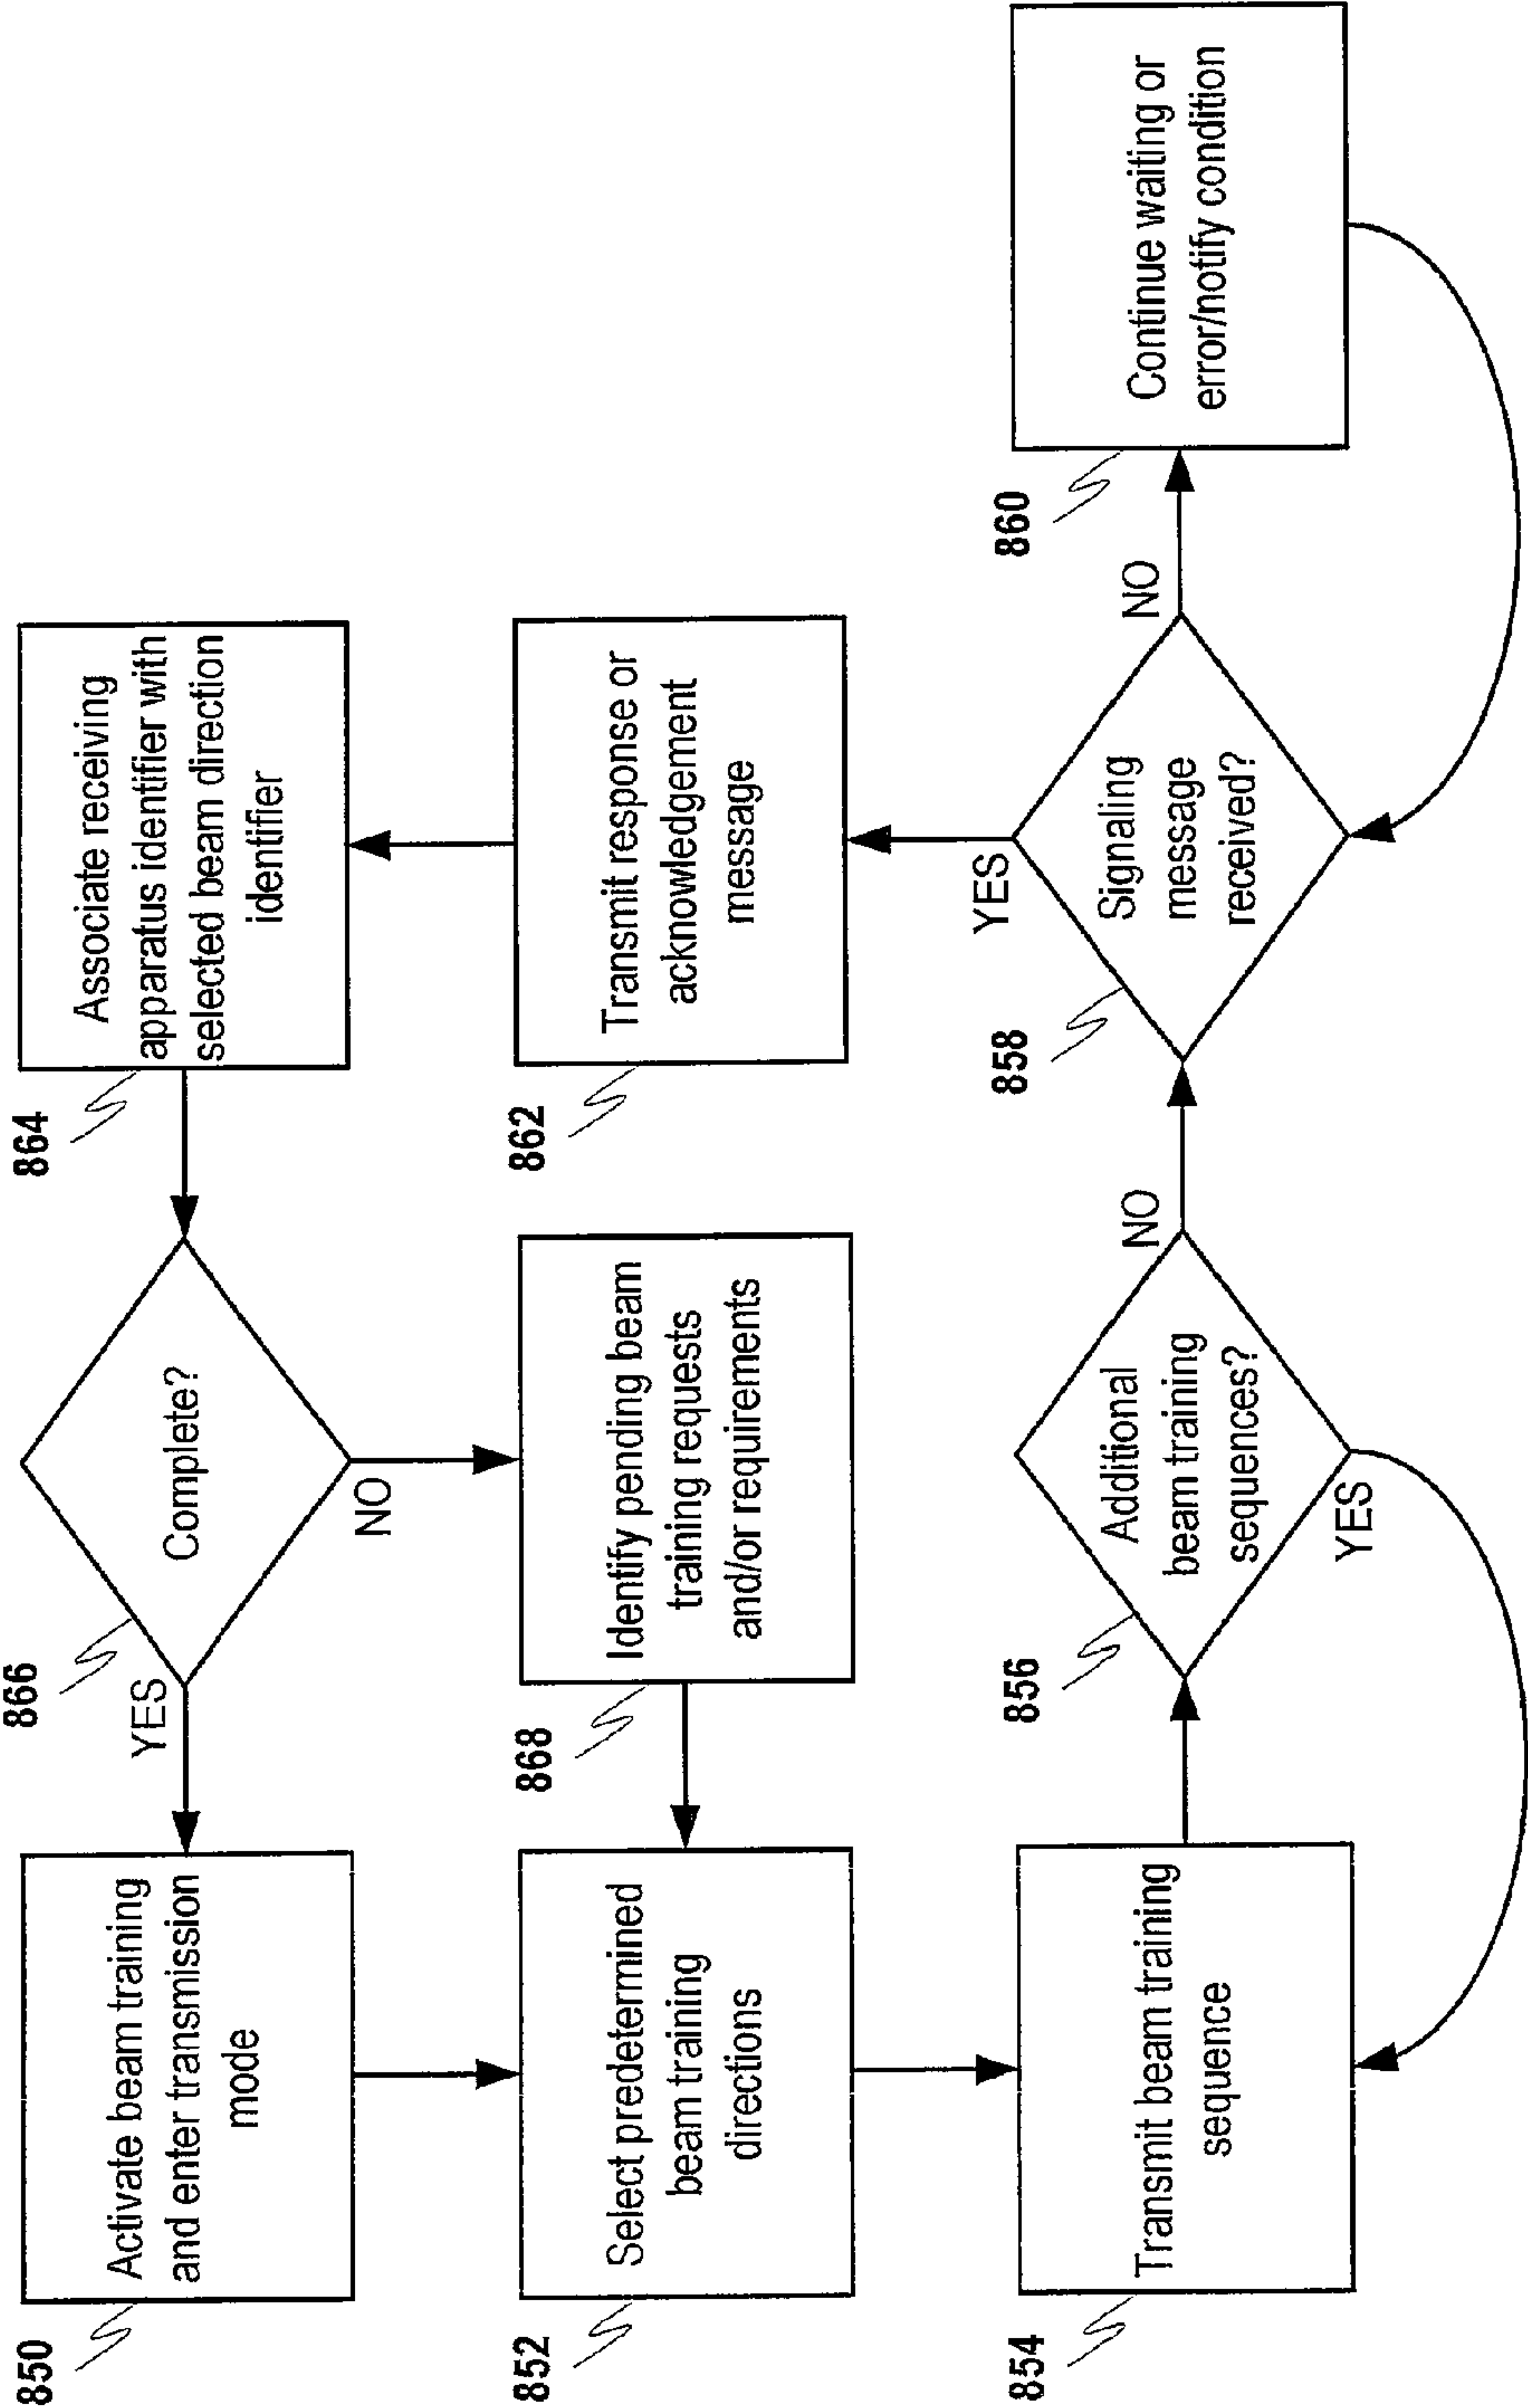 850
Activate beam training
and enter transmission
mode
YES
866
Complete?
NO
864
Associate receiving
apparatus identifier with
selected beam direction
identifier
852
Select predetermined
beam training
directions
868
Identify pending beam
training requests
and/or requirements
862
Transmit response or
acknowledgement
message
854
Transmit beam training
sequence
856
Additional
beam training
sequences?
YES
NO
858
Signaling
message
received?
YES
NO
860
Continue waiting or
error/notify condition